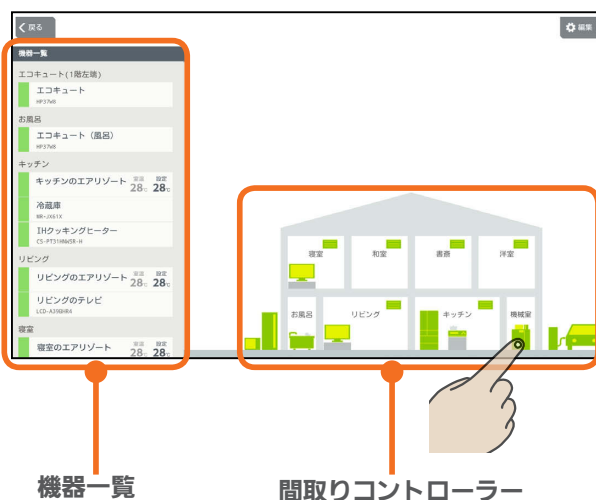 戻る
編集
機器一覧
エコキュート(1階左端)
エコキュート
HP37W8
お風呂
エコキュート（風呂）
HP37W8
キッチン
キッチンのエアリゾート 室温 28℃ 設定 28℃
冷蔵庫
NR-JX61X
IHクッキングヒーター
リビング
リビングのエアリゾート 室温 28℃ 設定 28℃
リビングのテレビ
寝室
寝室のエアリゾート 室温 28℃ 設定 28℃
寝室 和室 書斎 洋室
お風呂 リビング キッチン 機械室
機器一覧
間取りコントローラー